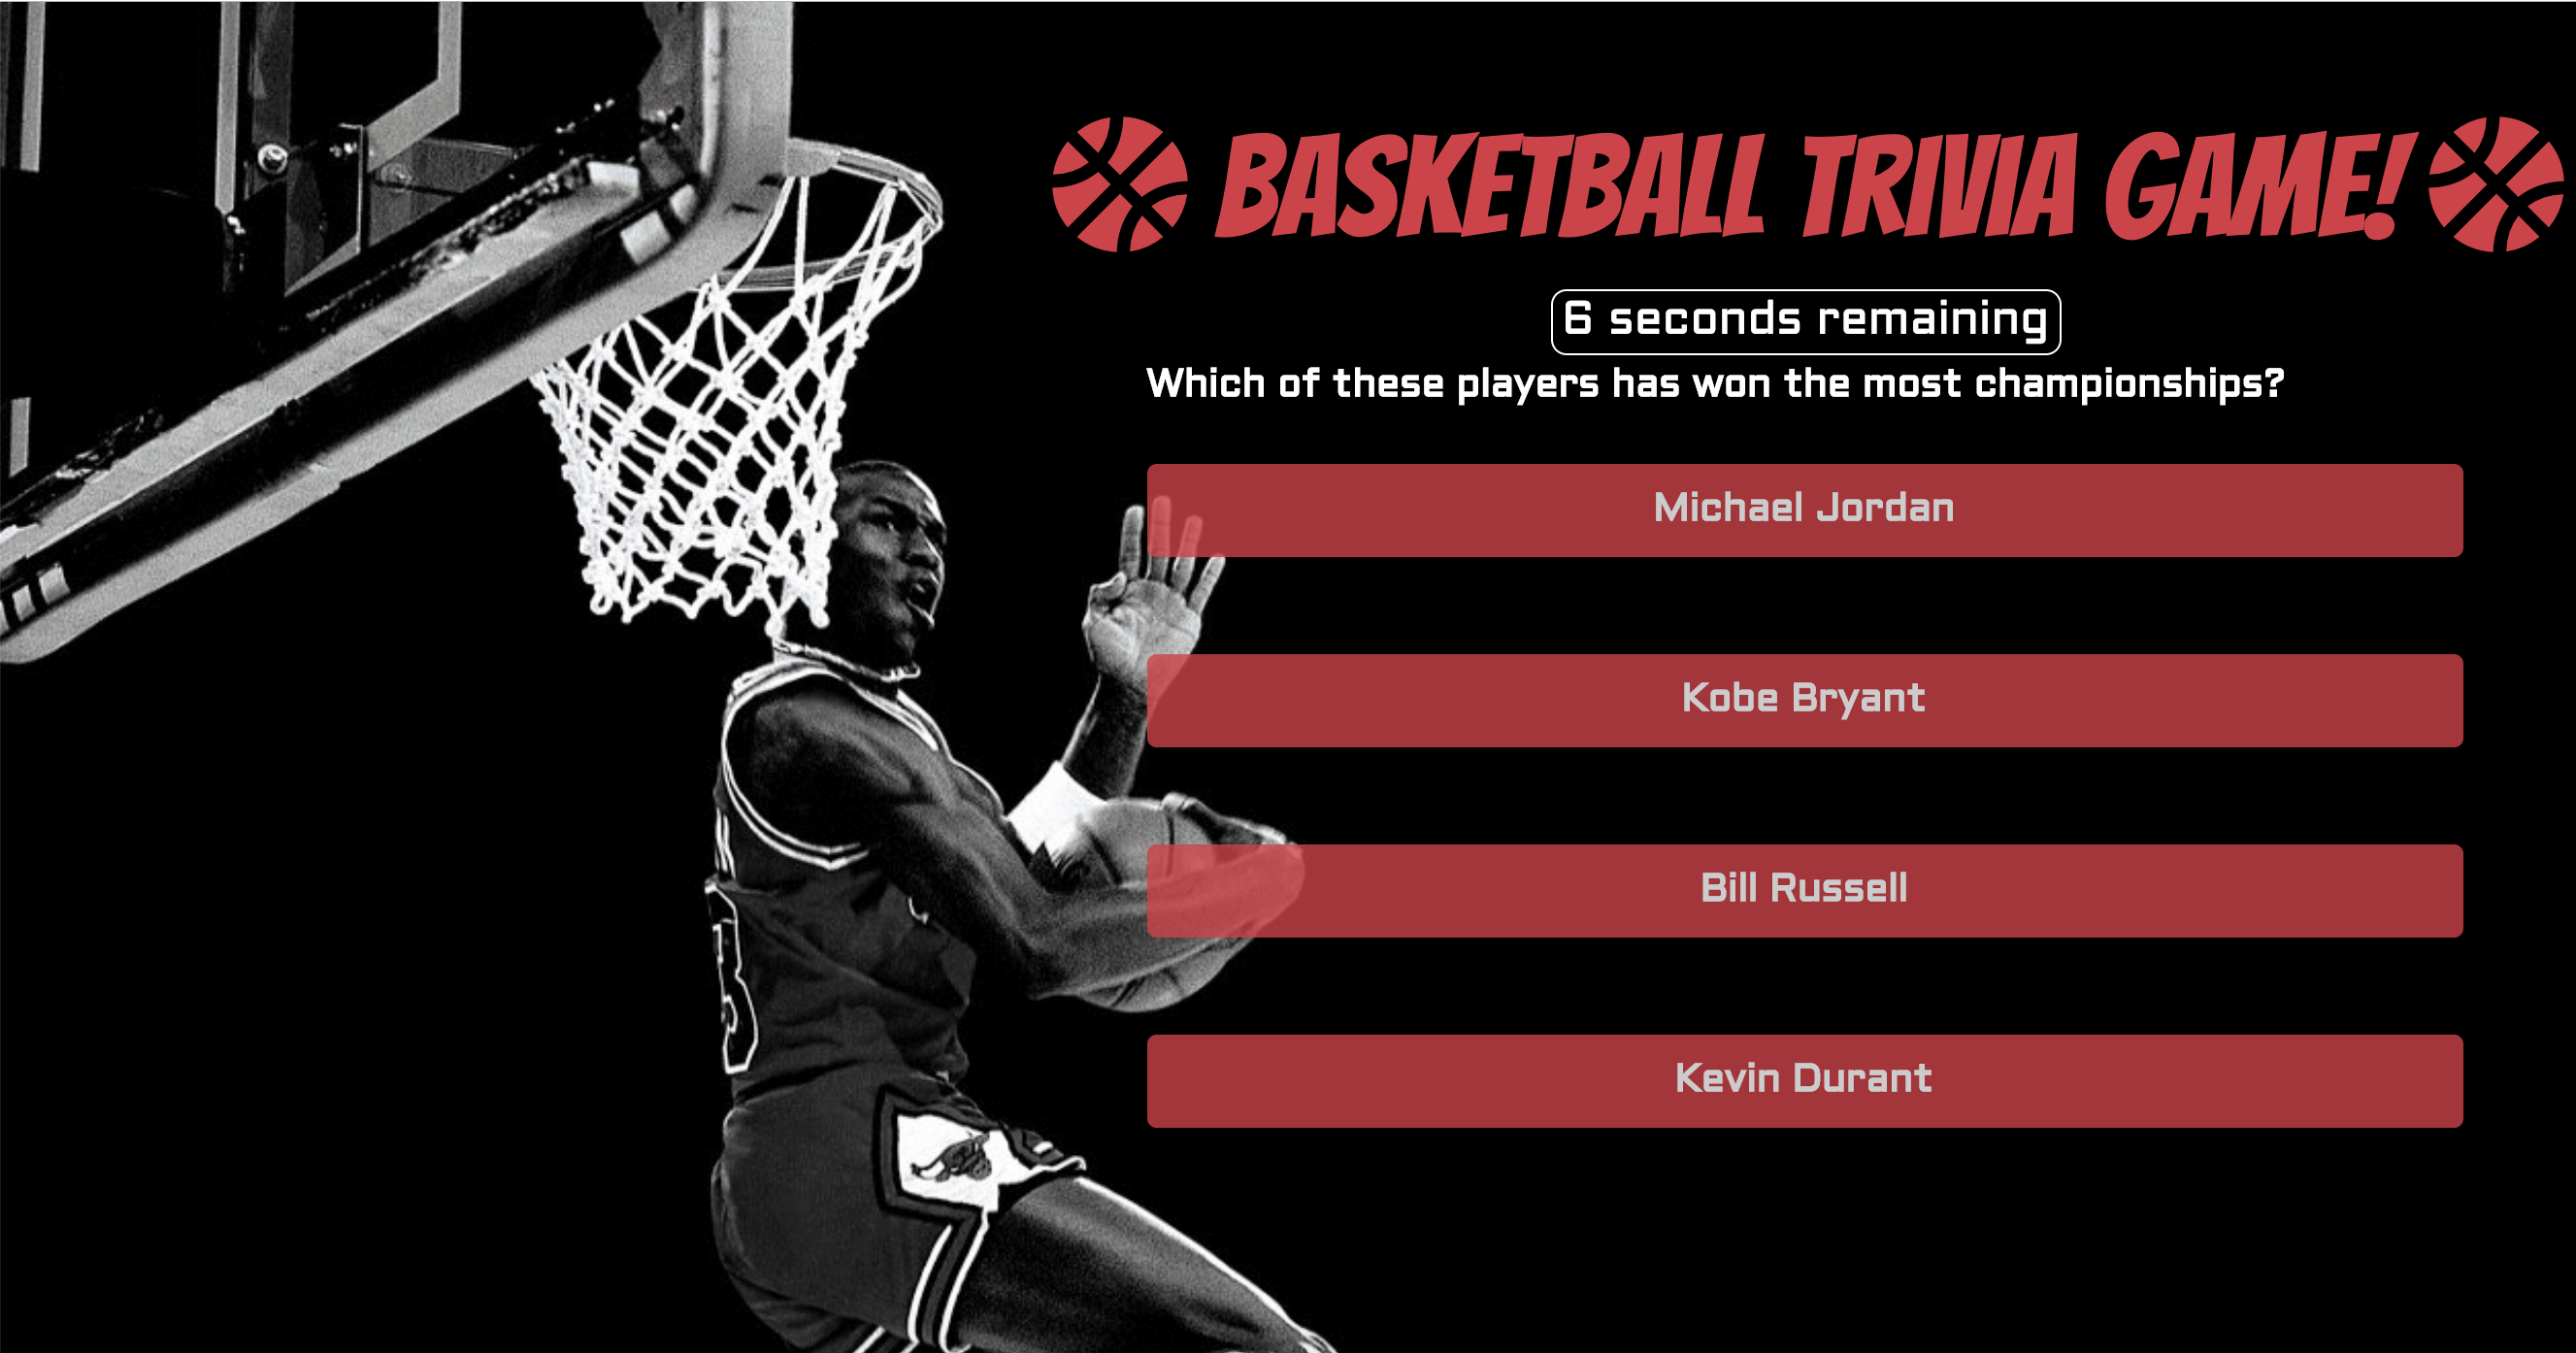 BASKETBALL TRIVIA GAME!
6 seconds remaining
Which of these players has won the most championships?
Michael Jordan
Kobe Bryant
Bill Russell
Kevin Durant